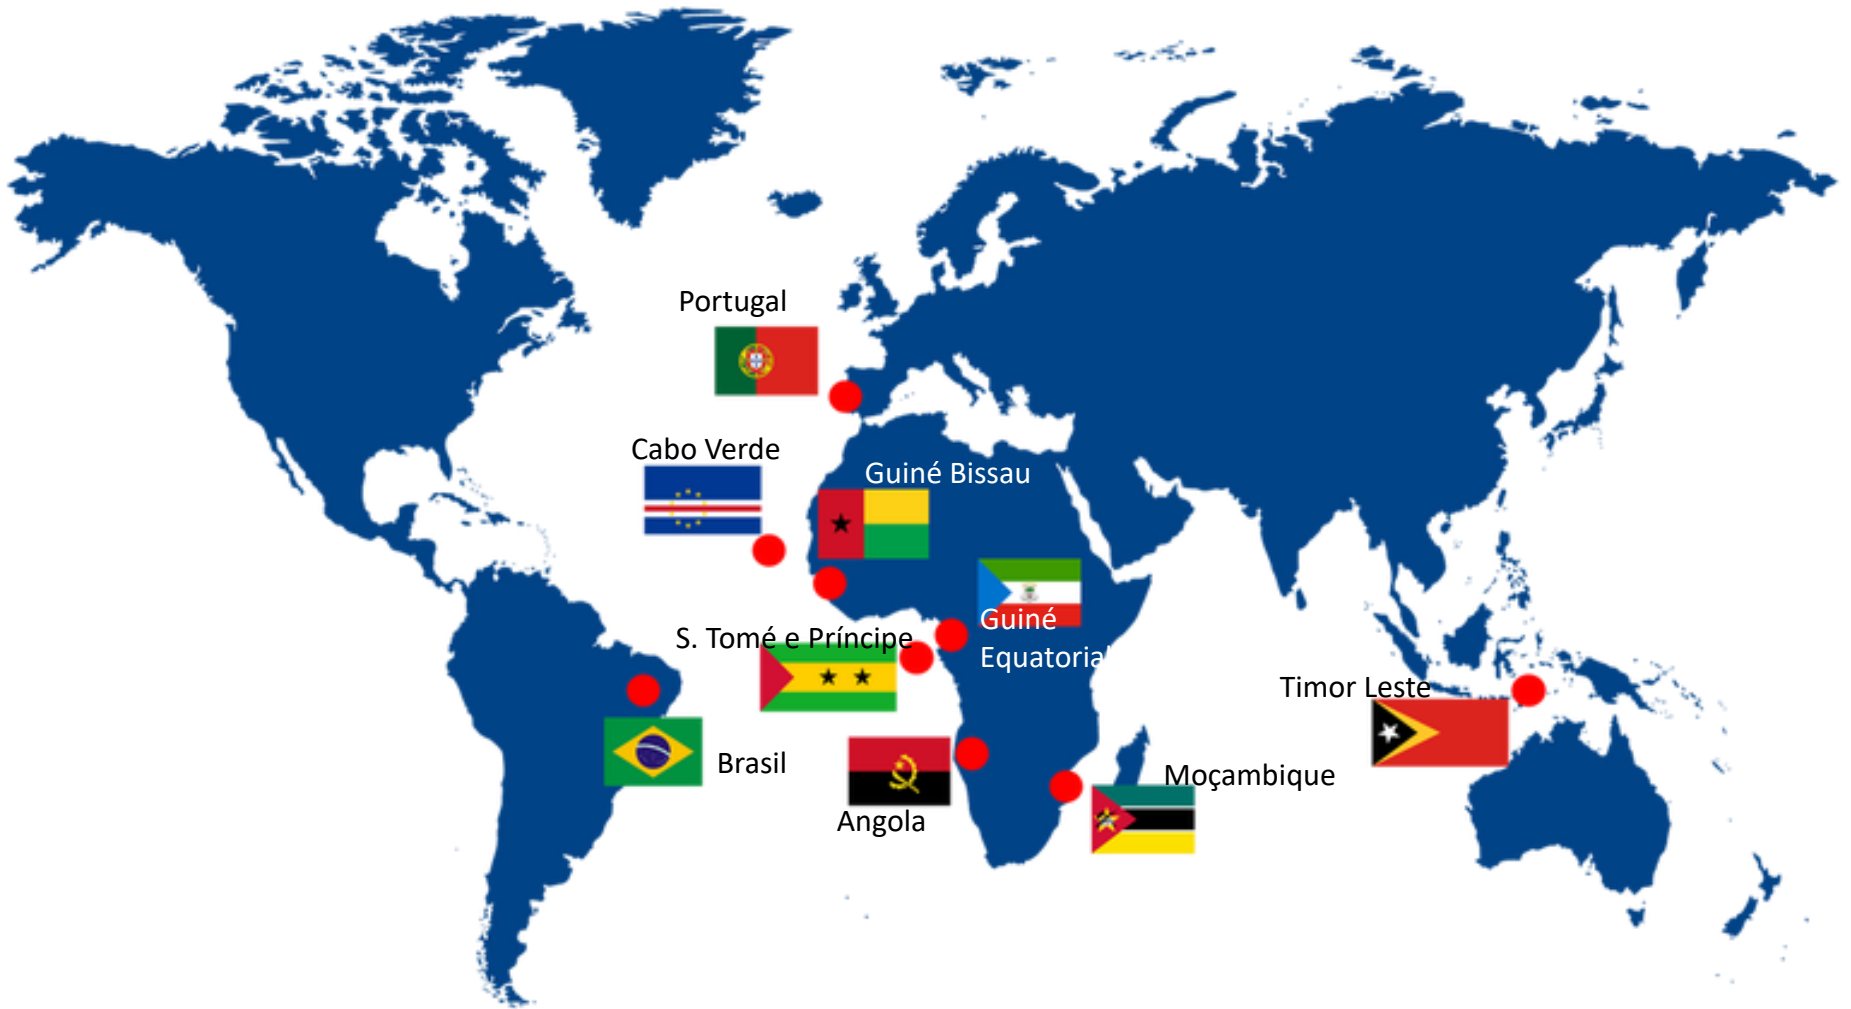 Portugal
Cabo Verde
Guiné Bissau
Guiné
Equatorial
S. Tomé e Príncipe
Timor Leste
Brasil
Moçambique
Angola